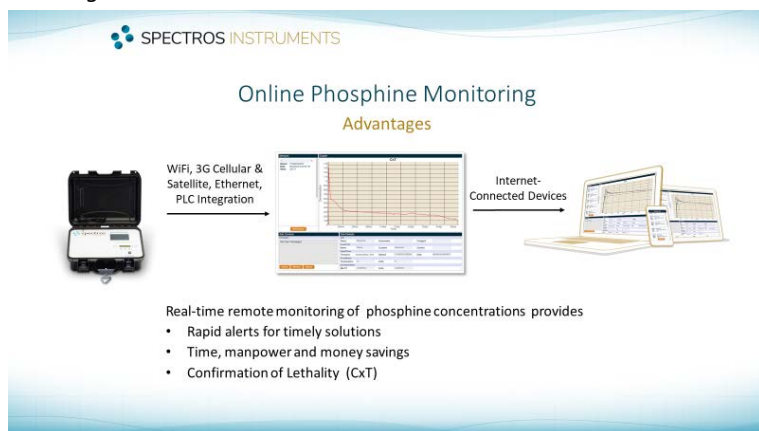 SPECTROS INSTRUMENTS
Online Phosphine Monitoring
Advantages
WiFi, 3G Cellular &
Satellite, Ethernet,
PLC Integration
CxT
Internet-
Connected Devices
Spectros
Real-time remote monitoring of phosphine concentrations provides
• Rapid alerts for timely solutions
• Time, manpower and money savings
• Confirmation of Lethality (CxT)